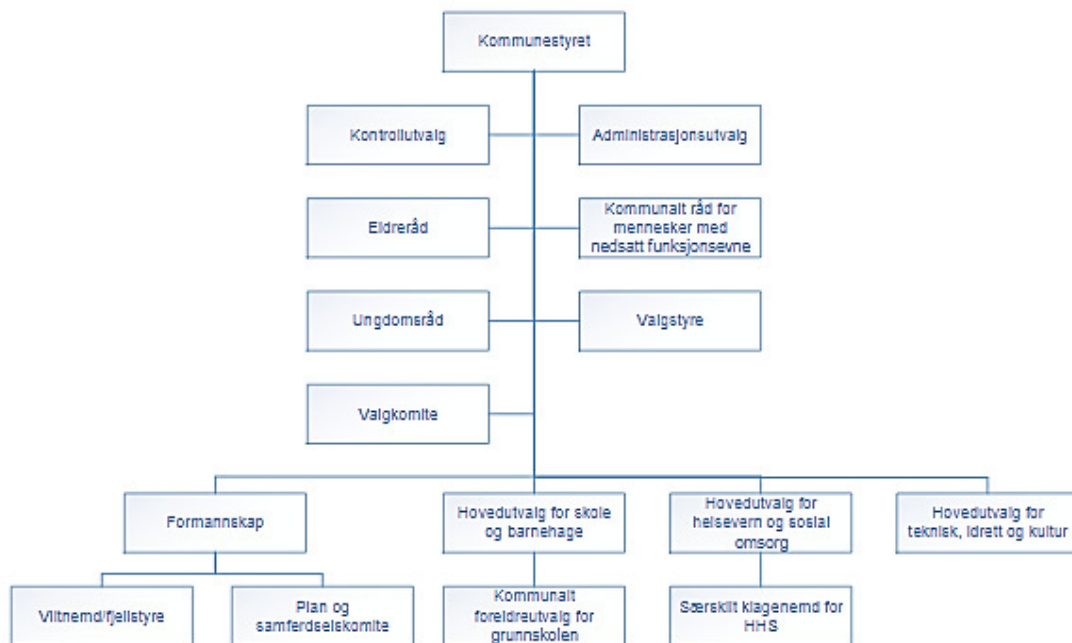 Kommunestyret
Kontrollutvalg
Administrasjonsutvalg
Eldreråd
Kommunalt råd for
mennesker med
nedsatt funksjonsevne
Ungdomsråd
Valgstyre
Valgkomite
Formannskap
Hovedutvalg for skole
og barnehage
Hovedutvalg for
helsevern og sosial
omsorg
Hovedutvalg for
teknisk, idrett og kultur
Viltnemd/fjellstyre
Plan og
samferdselskomite
Kommunalt
foreldreutvalg for
grunnskolen
Særskilt klagenemd for
HHS